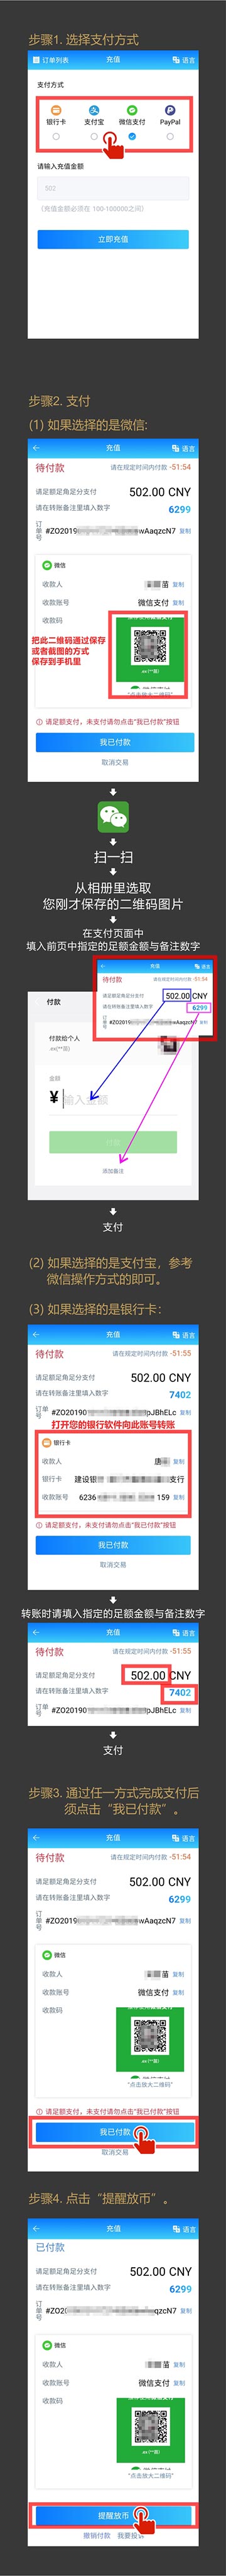 步骤1. 选择支付方式
订单列表
充值
语言
支付方式
银行卡
支付宝
微信支付
PayPal
请输入充值金额
502
（充值金额必须在 100-100000之间）
立即充值
步骤2. 支付
(1) 如果选择的是微信:
充值
语言
待付款
请在规定时间内付款 -51:54
请足额足角足分支付
502.00 CNY
请在转账备注里填入数字
6299
订单号
#ZO2019
wAaqzcN7 复制
微信
收款人
苗 复制
收款账号
微信支付 复制
收款码
把此二维码通过保存
或者截图的方式
保存到手机里
"点击放大二维码"
请足额支付，未支付请勿点击"我已付款"按钮
我已付款
取消交易
扫一扫
从相册里选取
您刚才保存的二维码图片
在支付页面中
填入前页中指定的足额金额与备注数字
充值
语言
待付款
请在规定时间内付款 -51:54
请足额足角足分支付
502.00 CNY
请在转账备注里填入数字
6299
订单号
#ZO2019
wAaqzcN7 复制
付款
付款给个人
金额
¥ 输入金额
添加备注
支付
(2) 如果选择的是支付宝，参考
微信操作方式的即可。
(3) 如果选择的是银行卡：
充值
语言
待付款
请在规定时间内付款 -51:55
请足额足角足分支付
502.00 CNY
请在转账备注里填入数字
7402
订单号
#ZO20190
pJBhELc 复制
打开您的银行软件向此账号转账
银行卡
收款人
唐 复制
银行卡
建设银
支行
收款账号
6236
159 复制
请足额支付，未支付请勿点击"我已付款"按钮
我已付款
取消交易
转账时请填入指定的足额金额与备注数字
充值
语言
待付款
请在规定时间内付款 -51:55
请足额足角足分支付
502.00 CNY
请在转账备注里填入数字
7402
订单号
#ZO20190
pJBhELc 复制
支付
步骤3. 通过任一方式完成支付后
须点击“我已付款”。
充值
语言
待付款
请在规定时间内付款 -51:54
请足额足角足分支付
502.00 CNY
请在转账备注里填入数字
6299
订单号
#ZO2019
wAaqzcN7 复制
微信
收款人
苗 复制
收款账号
微信支付 复制
收款码
"点击放大二维码"
请足额支付，未支付请勿点击"我已付款"按钮
我已付款
取消交易
步骤4. 点击“提醒放币”。
充值
语言
已付款
请足额足角足分支付
502.00 CNY
请在转账备注里填入数字
6299
订单号
#ZO2
qzcN7 复制
微信
收款人
苗 复制
收款账号
微信支付 复制
收款码
"点击放大二维码"
提醒放币
撤销付款
我要投诉